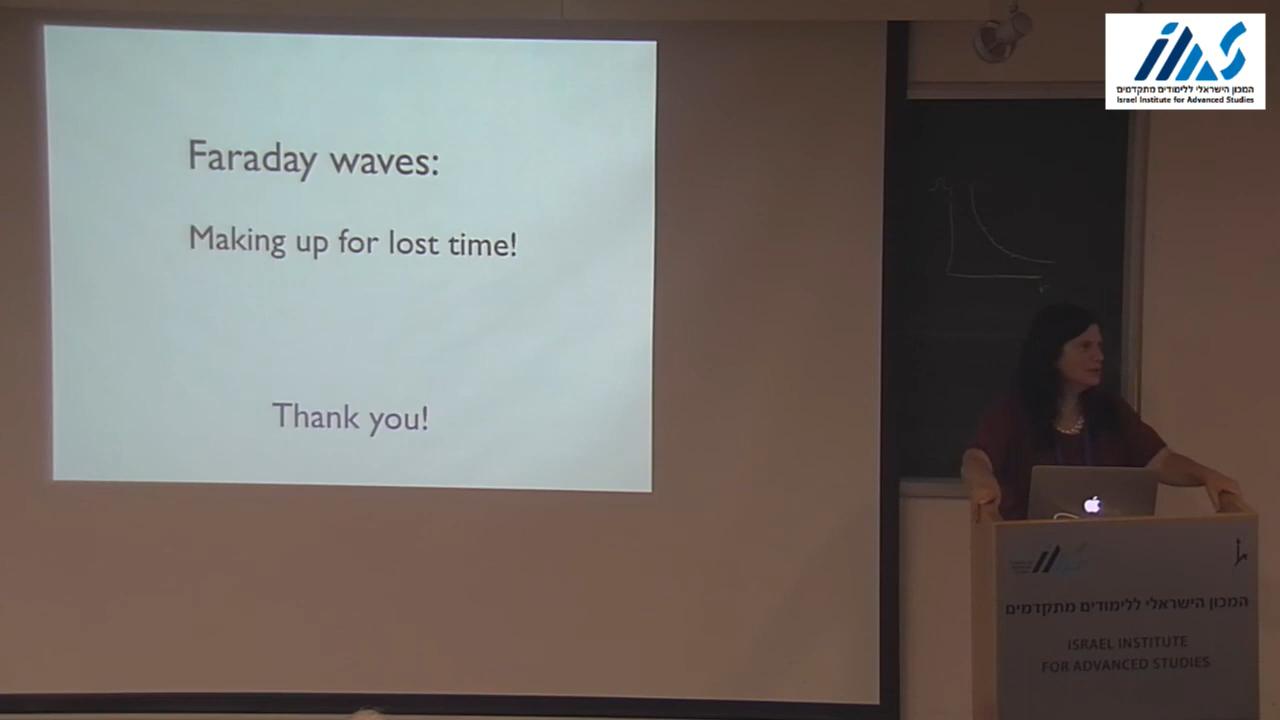 Faraday waves:
Making up for lost time!
Thank you!
המכון הישראלי ללימודים מתקדמים
Israel Institute for Advanced Studies
המכון הישראלי ללימודים מתקדמים
ISRAEL INSTITUTE
FOR ADVANCED STUDIES